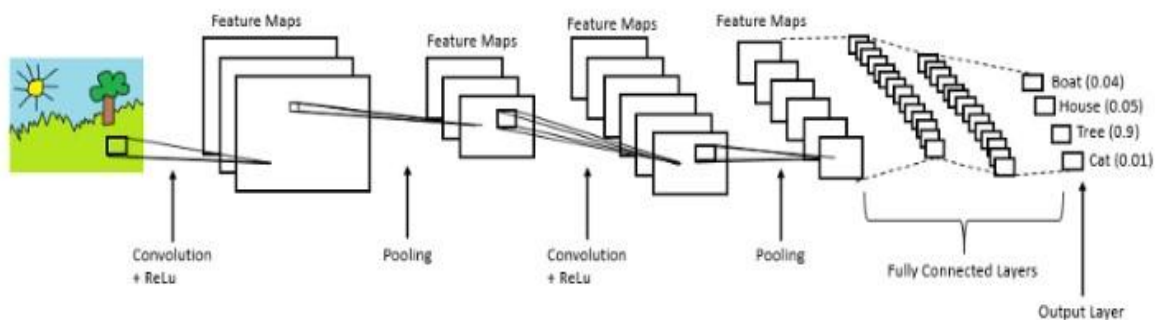 Feature Maps
Feature Maps
Feature Maps
Feature Maps
Boat (0.04)
House (0.05)
Tree (0.9)
Cat (0.01)
Convolution
+ ReLu
Pooling
Convolution
+ ReLu
Pooling
Fully Connected Layers
Output Layer